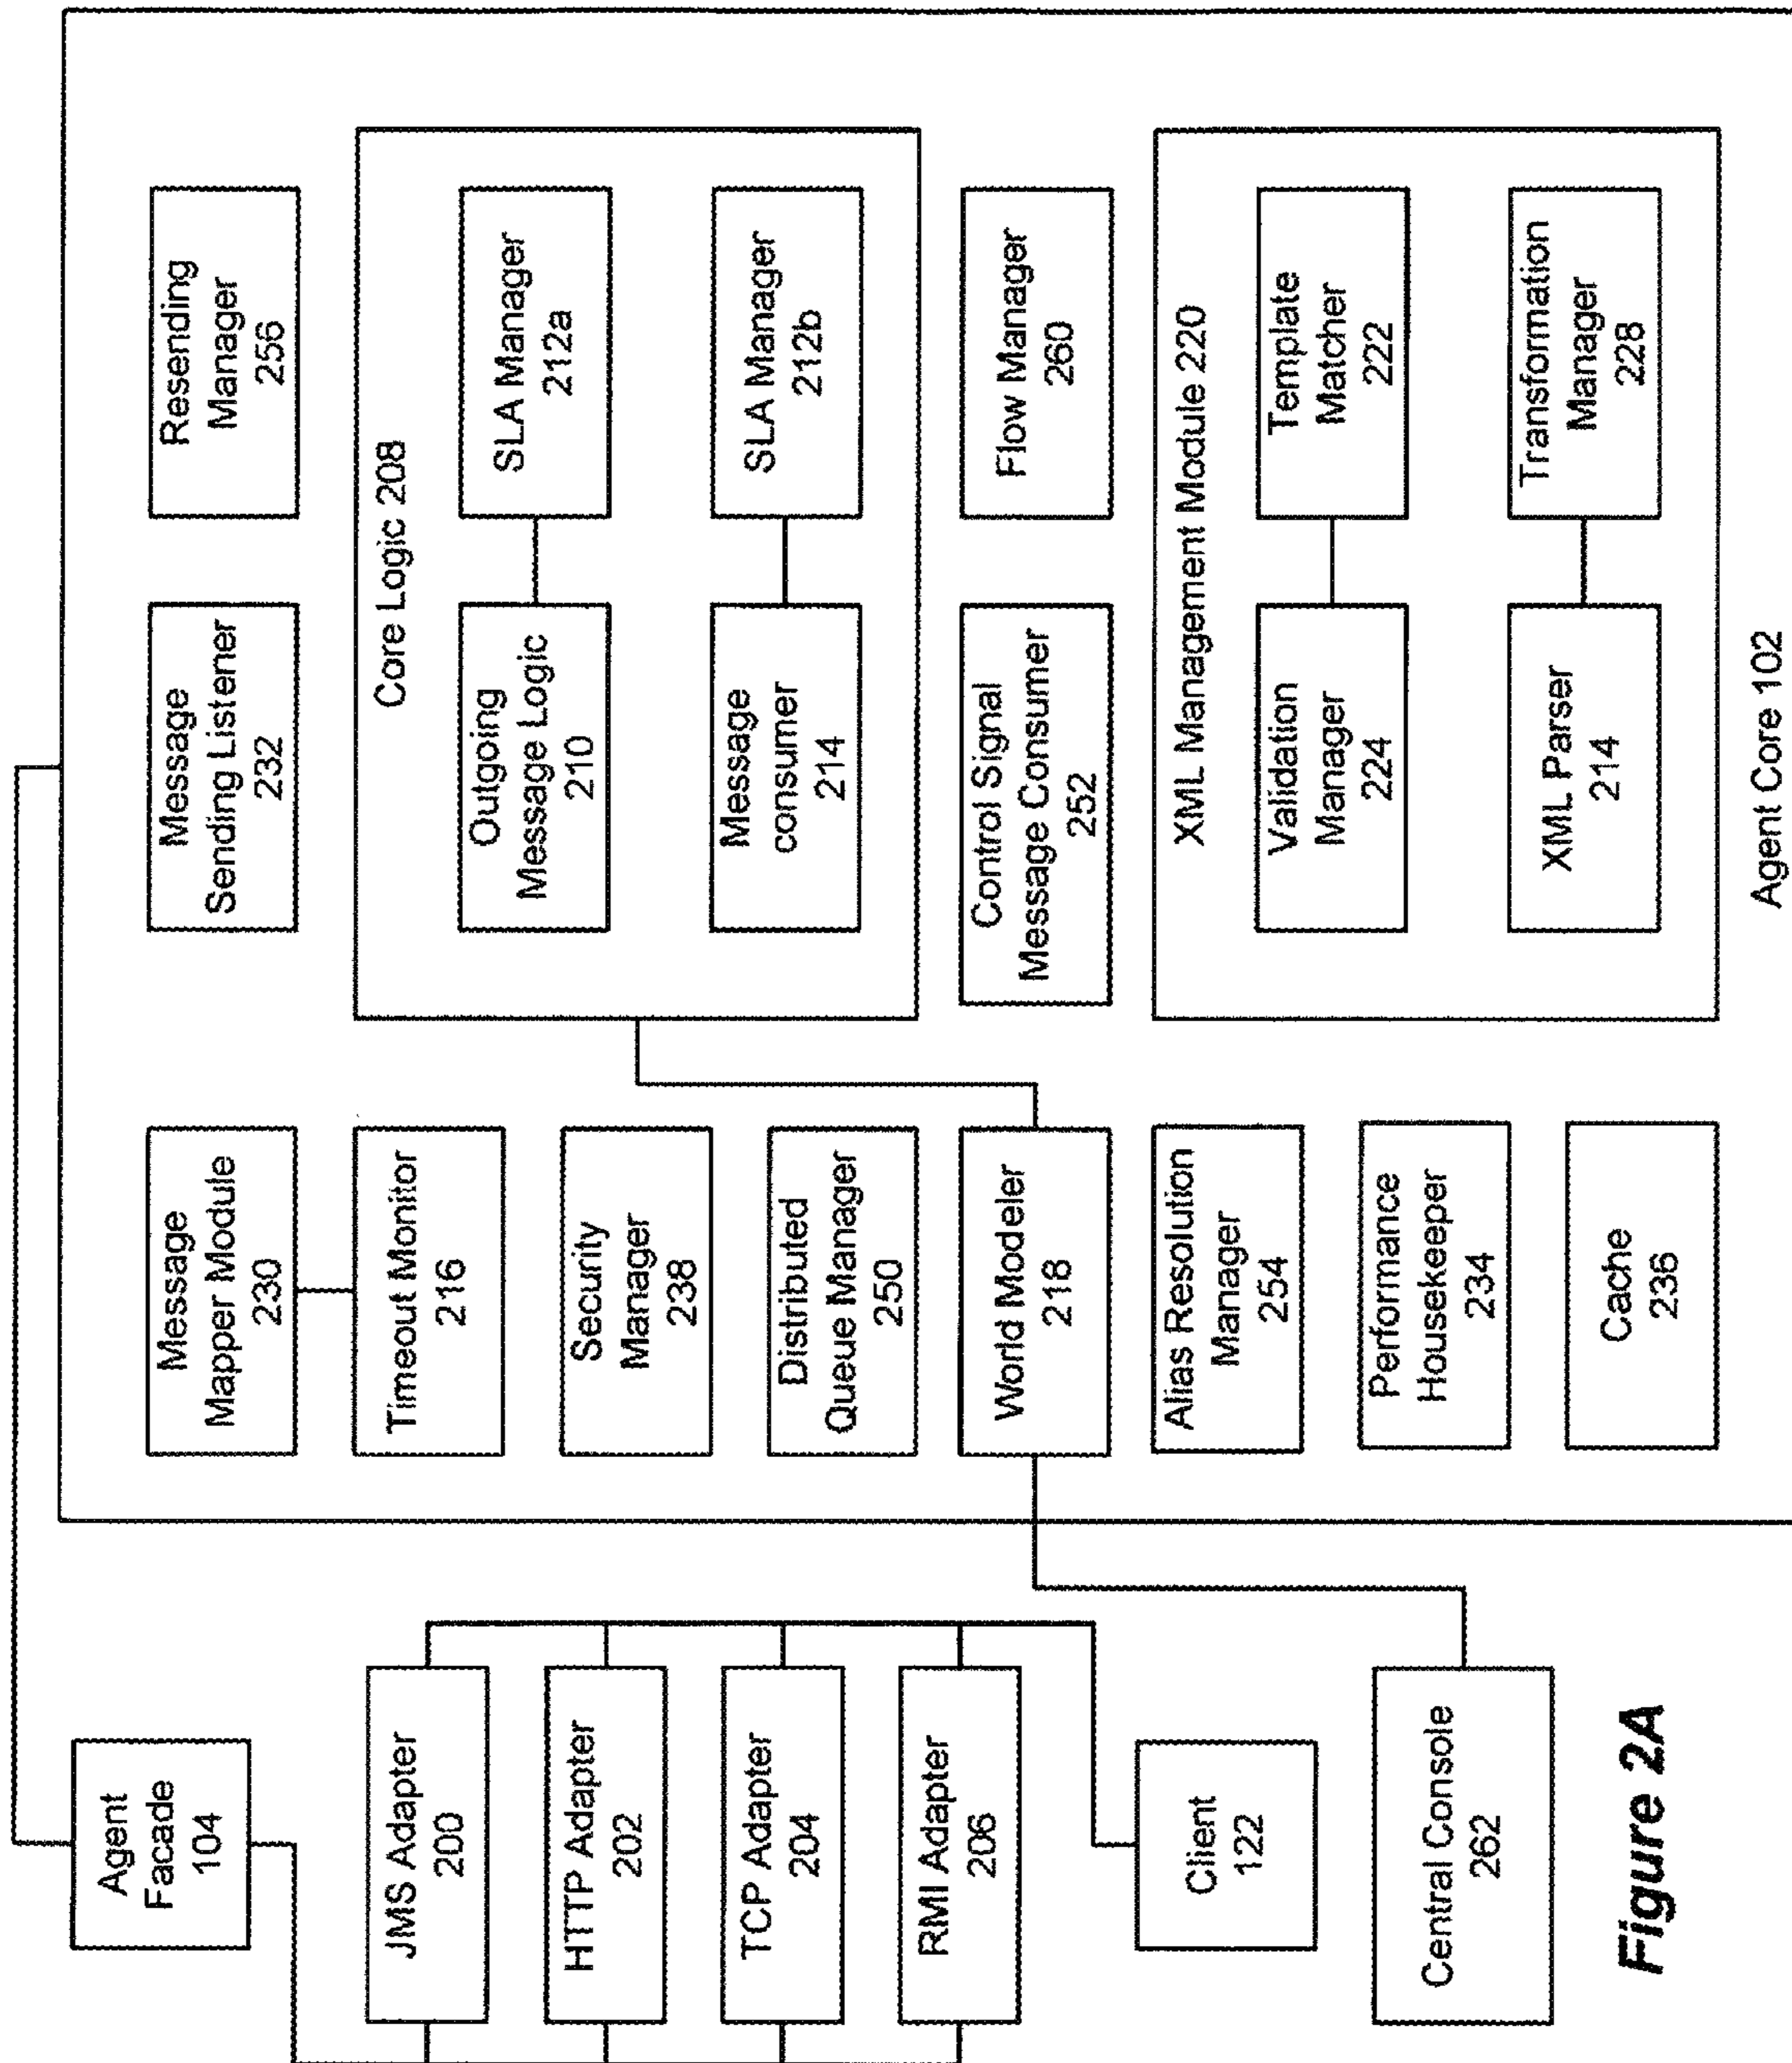 Agent
Facade
104
JMS Adapter
200
HTTP Adapter
202
TCP Adapter
204
RMI Adapter
206
Client
122
Central Console
262
Message
Mapper Module
230
Timeout Monitor
216
Security
Manager
238
Distributed
Queue Manager
250
World Modeler
218
Alias Resolution
Manager
254
Performance
Housekeeper
234
Cache
236
Message
Sending Listener
232
Resending
Manager
256
Core Logic 208
Outgoing
Message Logic
210
SLA Manager
212a
Message
consumer
214
SLA Manager
212b
Control Signal
Message Consumer
252
Flow Manager
260
XML Management Module 220
Validation
Manager
224
Template
Matcher
222
XML Parser
214
Transformation
Manager
228
Agent Core 102
Figure 2A